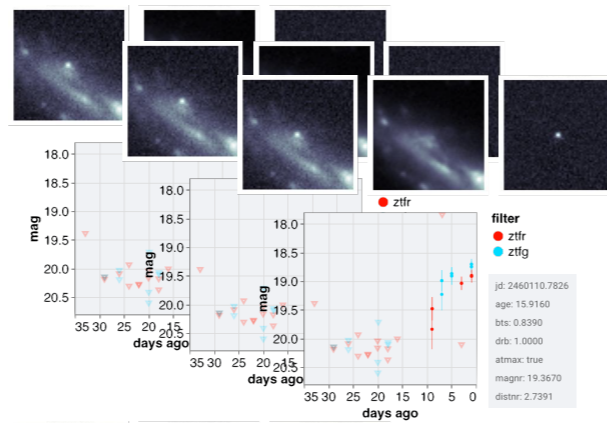 18.0
18.5
19.0
19.5
20.0
20.5
mag
35 30 25 20 15
days ago
18.0
18.5
19.0
19.5
20.0
20.5
mag
35 30 25 20 15
days ago
ztfr
18.0
18.5
19.0
19.5
20.0
20.5
35 30 25 20 15 10 5 0
days ago
filter
ztfr
ztfg
jd: 2460110.7826
age: 15.9160
bts: 0.8390
drb: 1.0000
atmax: true
magnr: 19.3670
distnr: 2.7391